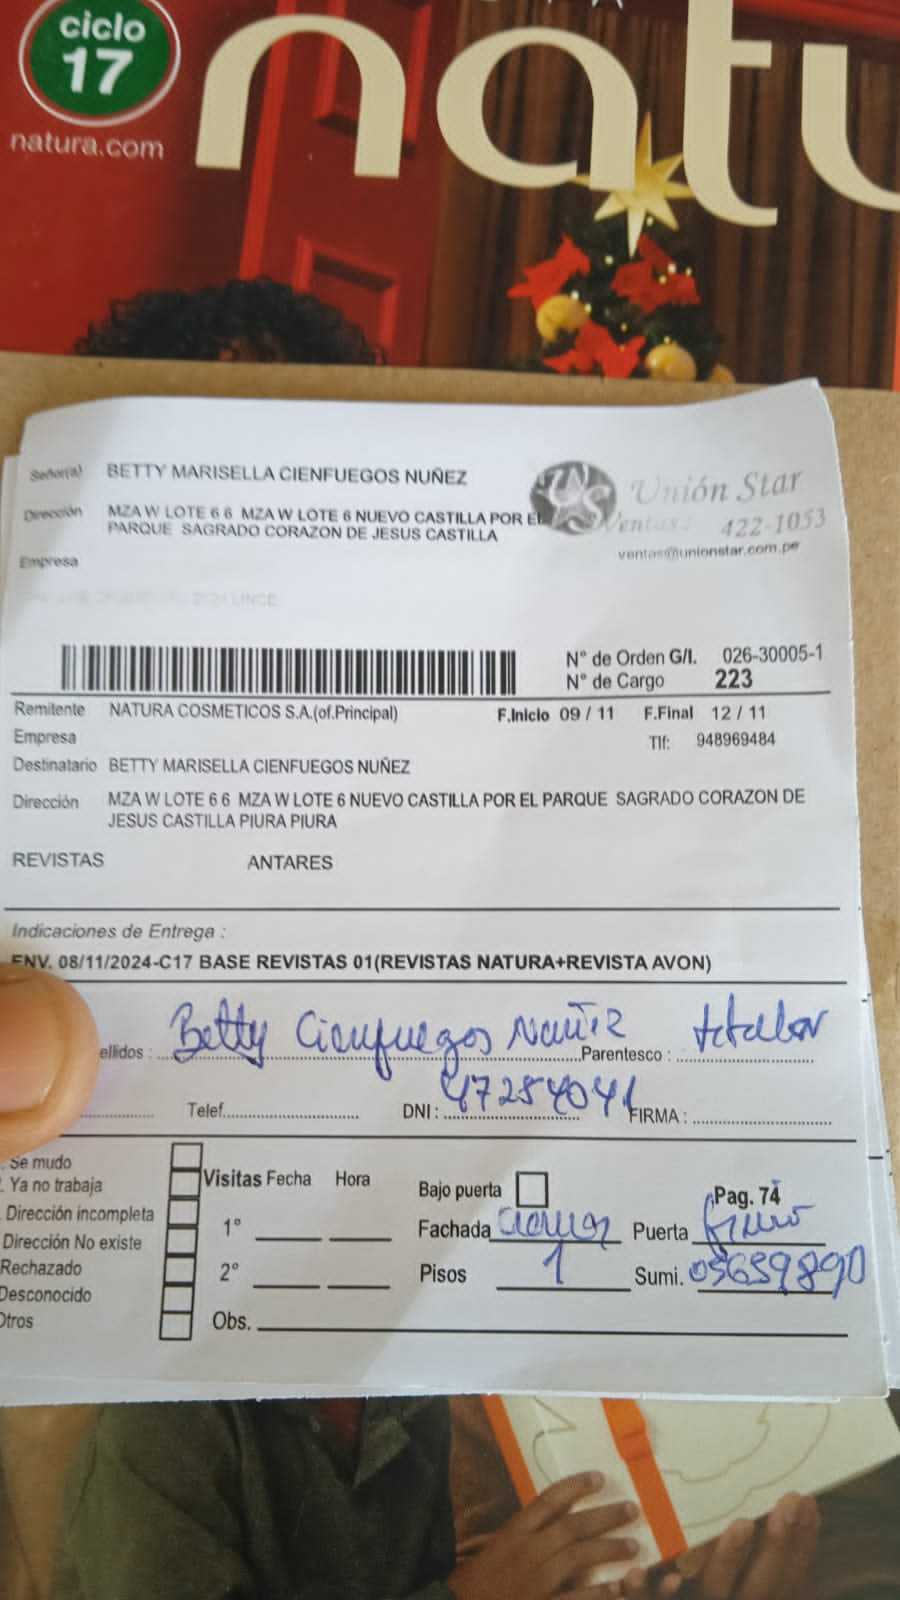 ciclo
17
natura.com
natu
Señor(a) BETTY MARISELLA CIENFUEGOS NUÑEZ
Dirección MZA W LOTE 6 6 MZA W LOTE 6 NUEVO CASTILLA POR EL
PARQUE SAGRADO CORAZON DE JESUS CASTILLA
Empresa
Unión Star
Ventas: 422-1053
ventas@unionstar.com.pe
LINCE
N° de Orden G/I. 026-30005-1
N° de Cargo 223
Remitente NATURA COSMETICOS S.A.(of.Principal) F.Inicio 09 / 11 F.Final 12 / 11
Empresa Tlf: 948969484
Destinatario BETTY MARISELLA CIENFUEGOS NUÑEZ
Dirección MZA W LOTE 6 6 MZA W LOTE 6 NUEVO CASTILLA POR EL PARQUE SAGRADO CORAZON DE
JESUS CASTILLA PIURA PIURA
REVISTAS ANTARES
Indicaciones de Entrega :
ENV. 08/11/2024-C17 BASE REVISTAS 01(REVISTAS NATURA+REVISTA AVON)
ellidos : Betty Cienfuegos Nuñez Parentesco : titular
Telef. DNI : 47254041 FIRMA :
. Se mudo
. Ya no trabaja
. Dirección incompleta
Dirección No existe
Rechazado
Desconocido
Otros
Visitas Fecha Hora
1°
2°
Obs.
Bajo puerta Pag. 74
Fachada Puerta
Pisos 1 Sumi. 05659890